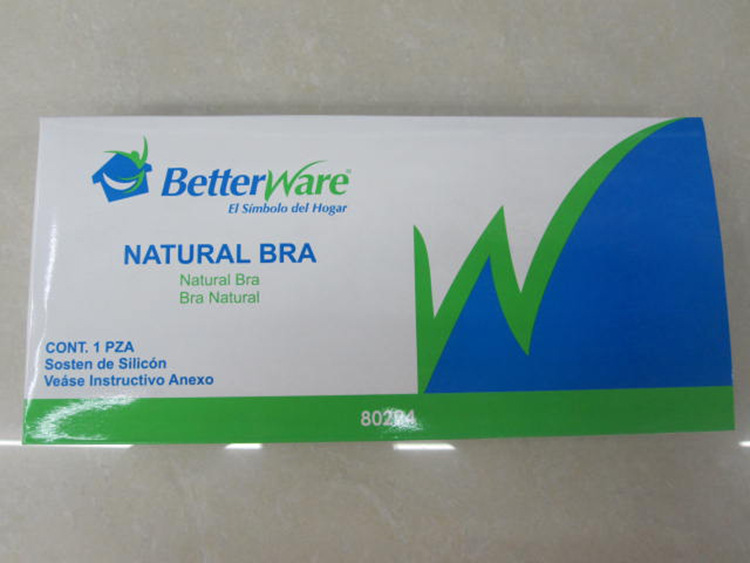 BetterWare®
El Símbolo del Hogar
NATURAL BRA
Natural Bra
Bra Natural
CONT. 1 PZA
Sosten de Silicón
Veáse Instructivo Anexo